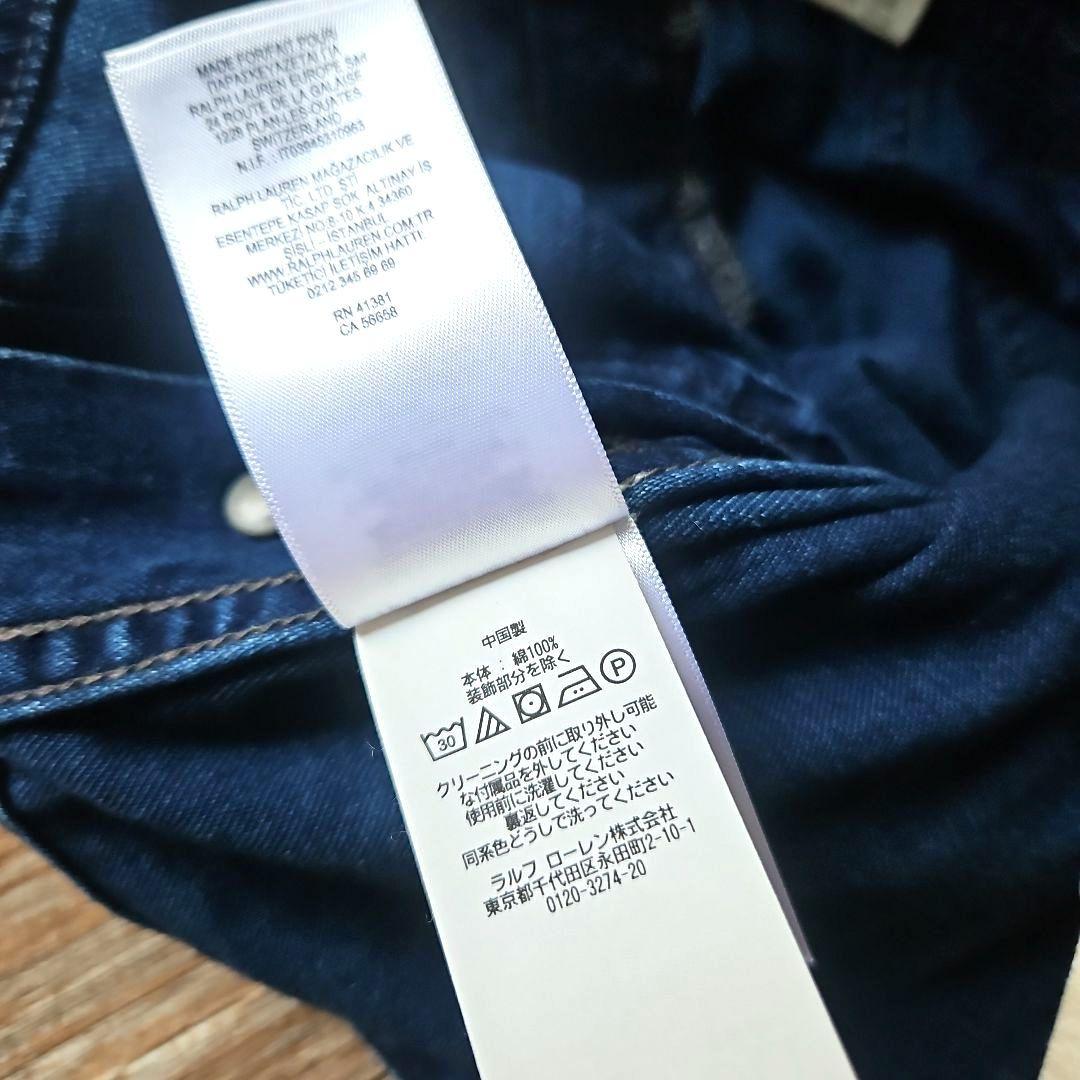 MADE FOR/FAIT POUR/
ΠΑΡΑΣΚΕΥΑΖΕΤΑΙ ΓΙΑ
RALPH LAUREN EUROPE SÀRL
24 ROUTE DE LA GALAISE
1228 PLAN-LES-OUATES
SWITZERLAND
N.I.F.: IT03945310963
RALPH LAUREN MAĞAZACILIK VE
TİC. LTD. ŞTİ
ESENTEPE KASAP SOK. ALTINAY İŞ
MERKEZİ NO:8-10 K.4 34360
ŞİŞLİ – İSTANBUL
WWW.RALPHLAUREN.COM.TR
TÜKETİCİ İLETİŞİM HATTI
0212 345 69 69
RN 41381
CA 56658
中国製
本体 : 綿100%
装飾部分を除く
30 P
クリーニングの前に取り外し可能
な付属品を外してください
使用前に洗濯してください
裏返してください
同系色どうしで洗ってください
ラルフ ローレン株式会社
東京都千代田区永田町2-10-1
0120-3274-20